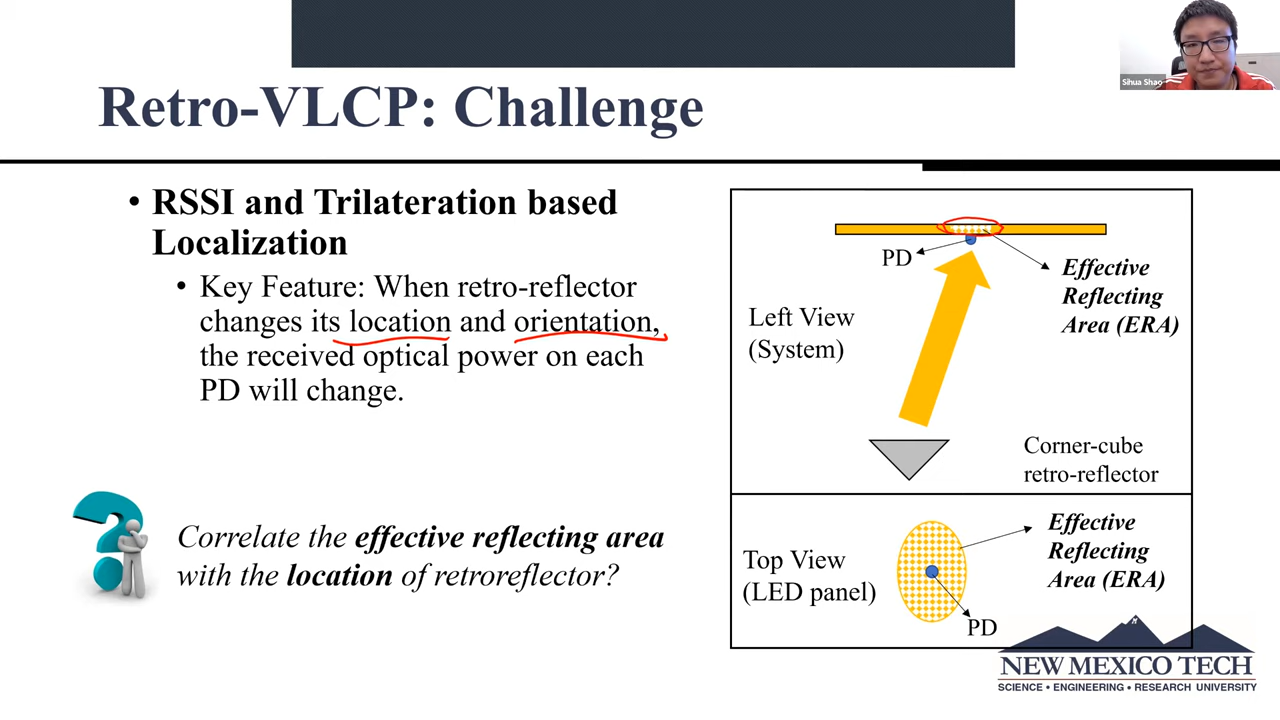 Sihua Shao
Retro-VLCP: Challenge
• RSSI and Trilateration based
Localization
• Key Feature: When retro-reflector
changes its location and orientation,
the received optical power on each
PD will change.
Correlate the effective reflecting area
with the location of retroreflector?
PD
Effective
Reflecting
Area (ERA)
Left View
(System)
Corner-cube
retro-reflector
Effective
Reflecting
Area (ERA)
Top View
(LED panel)
PD
NEW MEXICO TECH
SCIENCE • ENGINEERING • RESEARCH UNIVERSITY